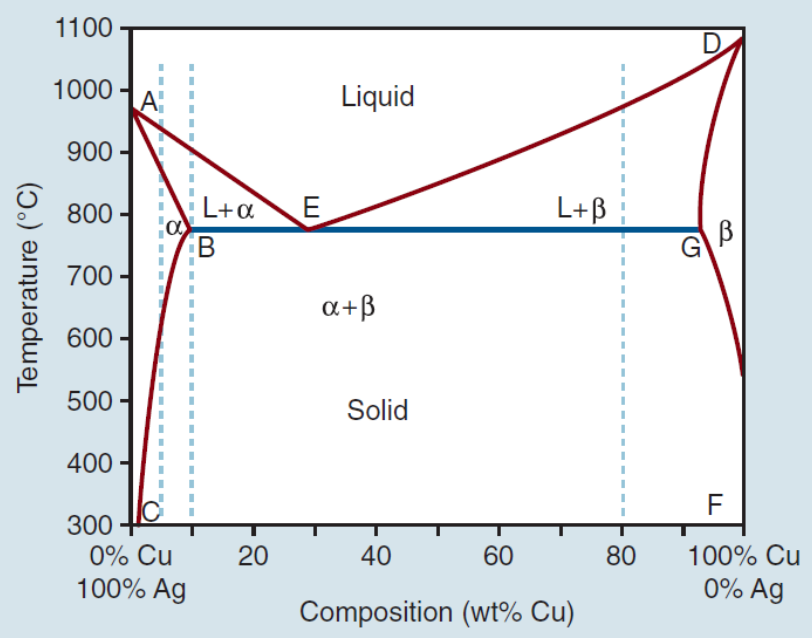 1100
D
1000
A
Liquid
900
L+α
E
L+β
800
α
B
G
β
700
α+β
600
500
Solid
400
C
F
300
0% Cu
20
40
60
80
100% Cu
100% Ag
0% Ag
Composition (wt% Cu)
Temperature (°C)